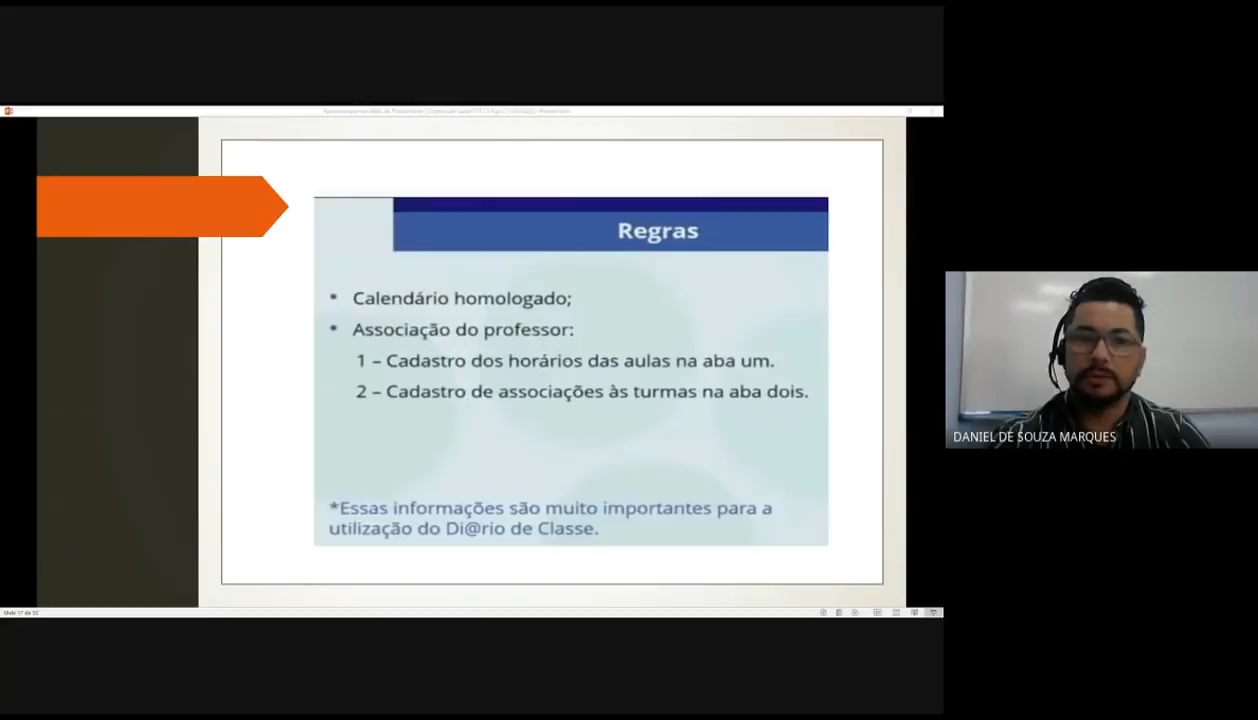 Regras
• Calendário homologado;
• Associação do professor:
1 – Cadastro dos horários das aulas na aba um.
2 – Cadastro de associações às turmas na aba dois.
*Essas informações são muito importantes para a
utilização do Di@rio de Classe.
DANIEL DE SOUZA MARQUES